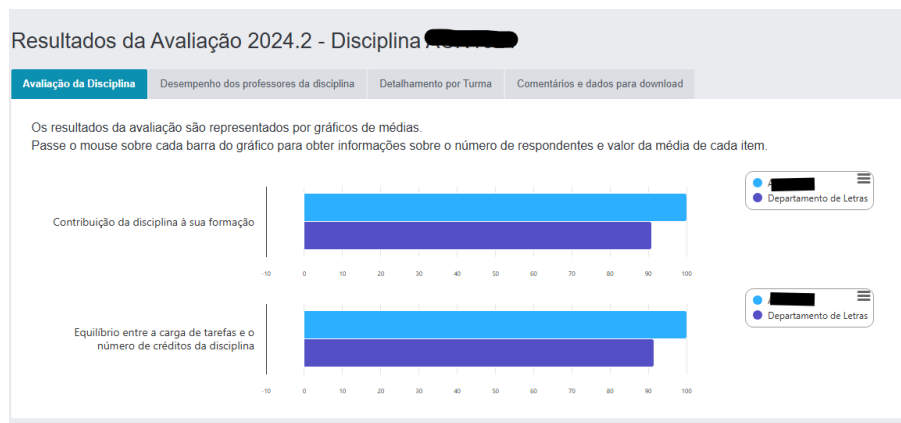 Resultados da Avaliação 2024.2 - Disciplina
Avaliação da Disciplina
Desempenho dos professores da disciplina
Detalhamento por Turma
Comentários e dados para download
Os resultados da avaliação são representados por gráficos de médias.
Passe o mouse sobre cada barra do gráfico para obter informações sobre o número de respondentes e valor da média de cada item.
Contribuição da disciplina à sua formação
-10 0 10 20 30 40 50 60 70 80 90 100
Departamento de Letras
Equilíbrio entre a carga de tarefas e o
número de créditos da disciplina
-10 0 10 20 30 40 50 60 70 80 90 100
Departamento de Letras